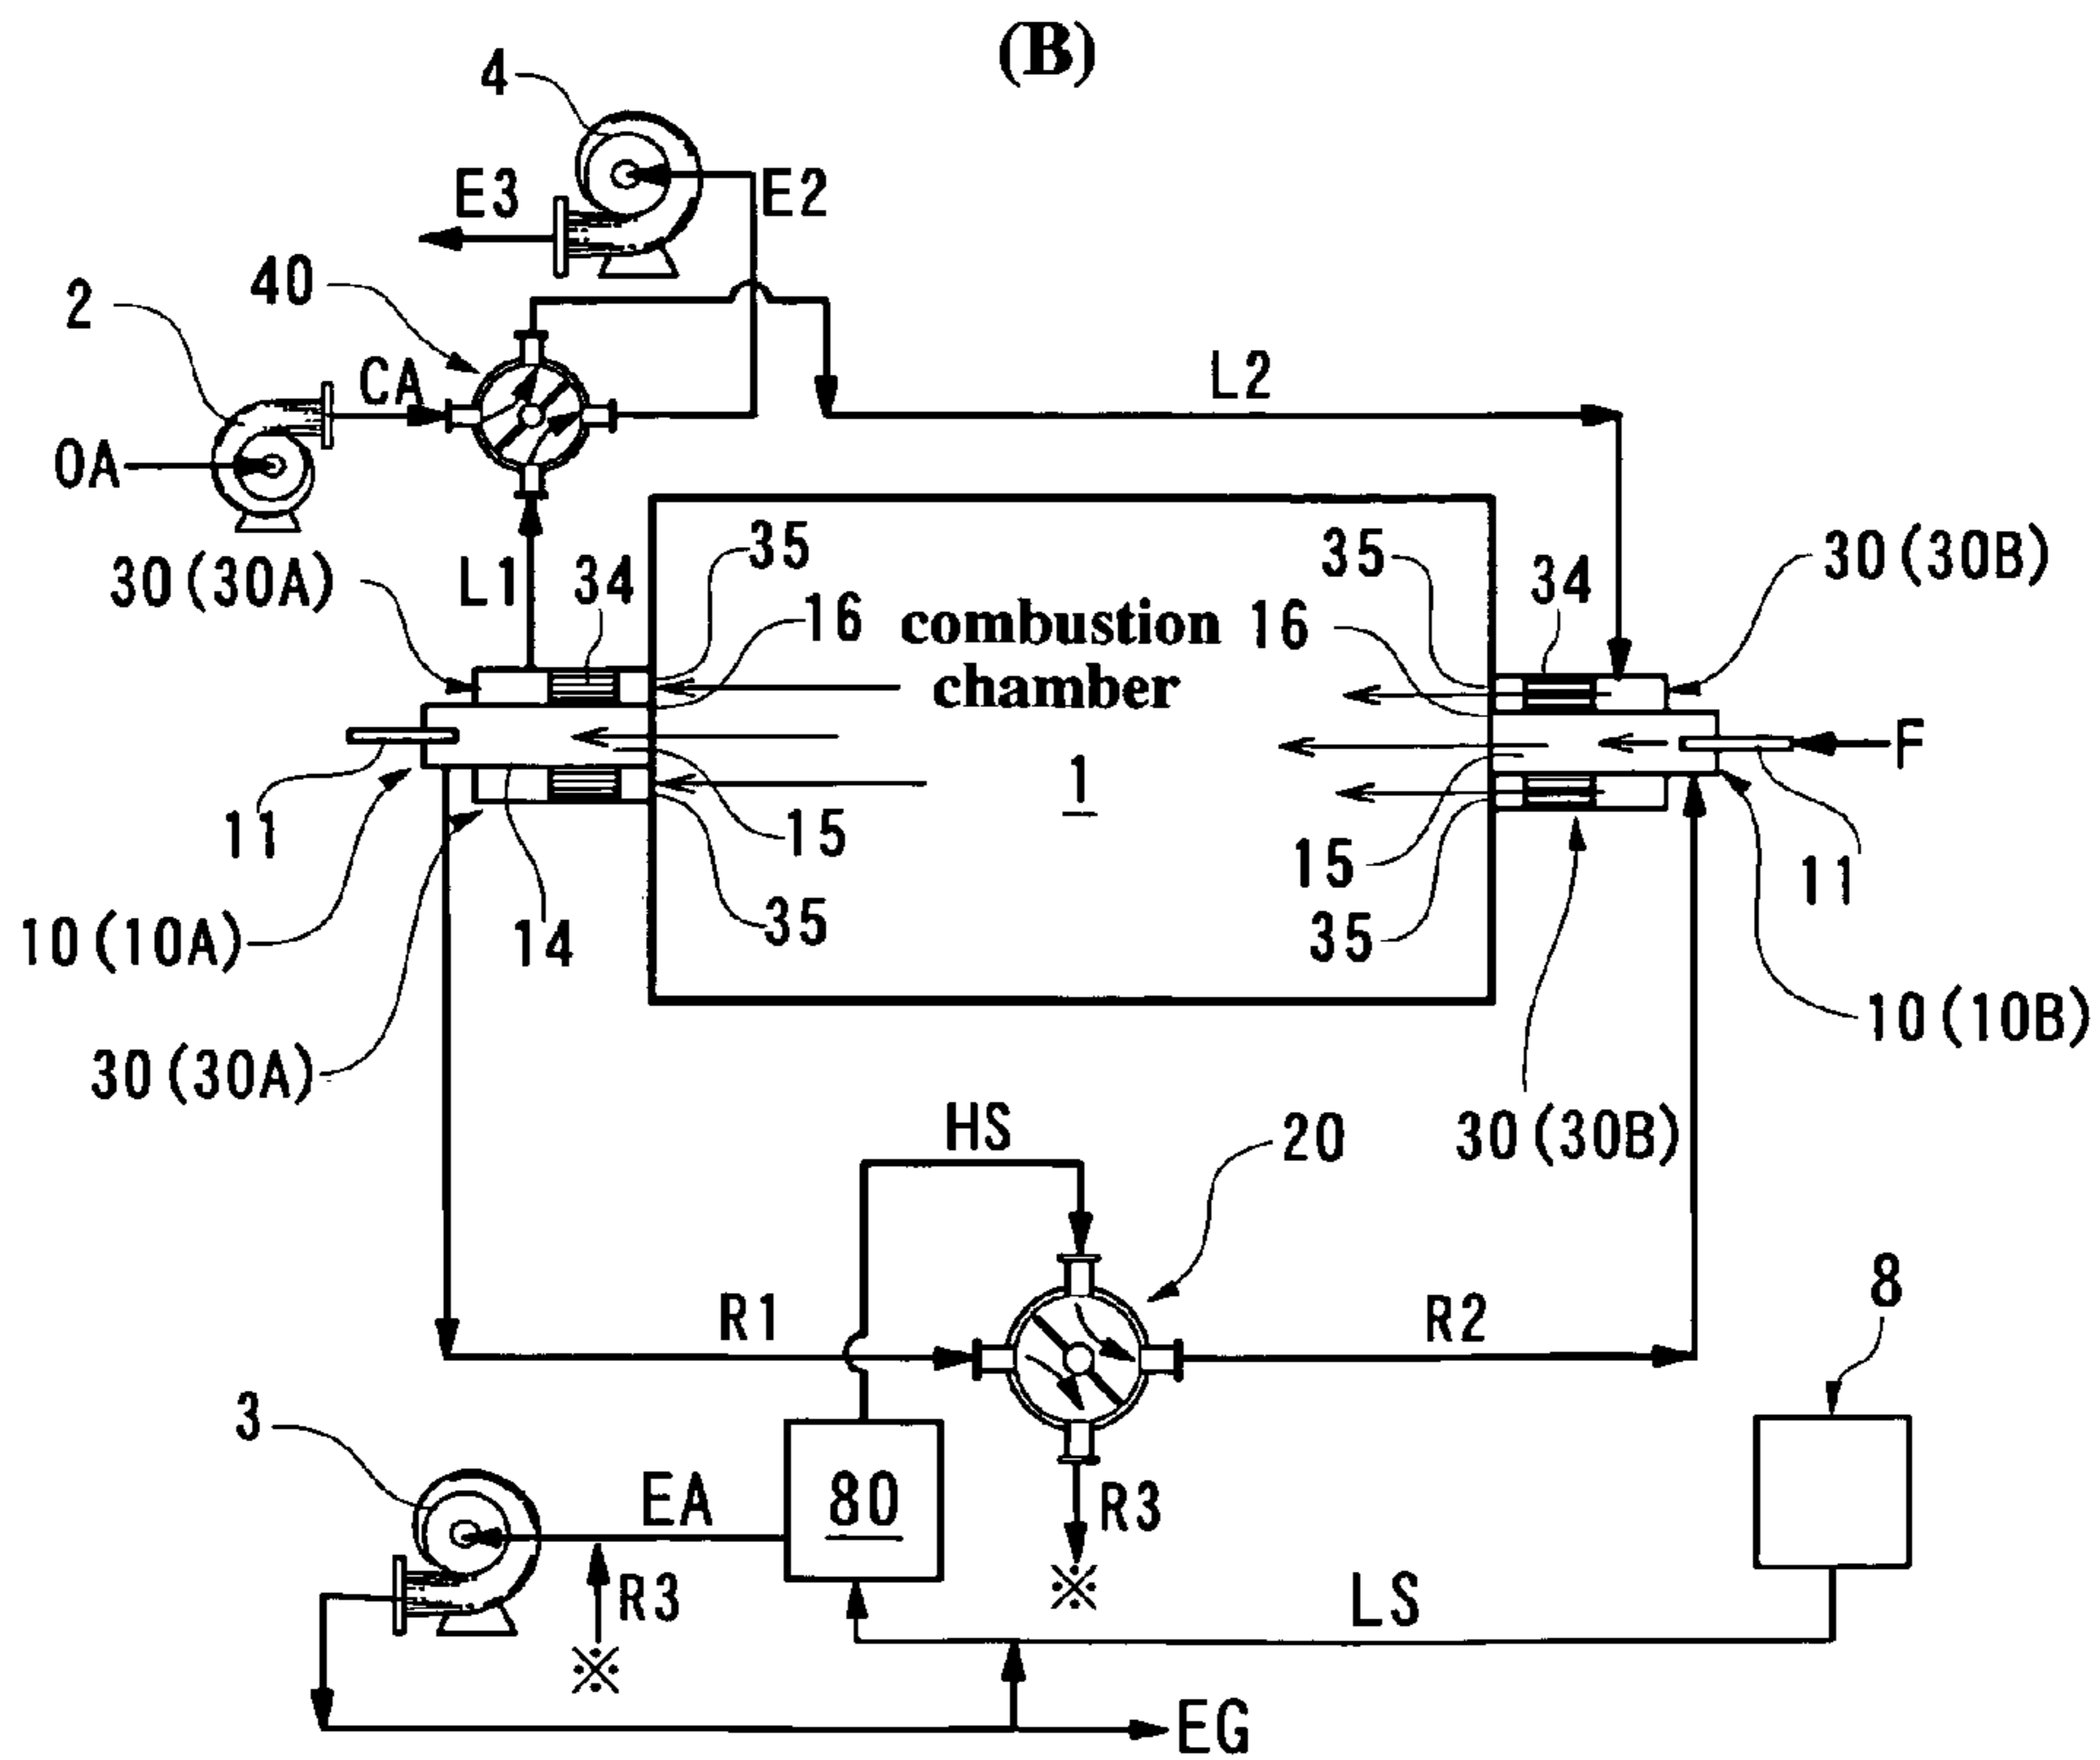 (B)
4
E3
E2
40
2
CA
L2
OA
35
35
30(30A)
L1
34
34
30(30B)
16
combustion
16
chamber
F
1
11
15
15
11
10(10A)
14
35
35
10(10B)
30(30A)
HS
20
30(30B)
8
R1
R2
3
EA
80
R3
R3
※
LS
※
EG